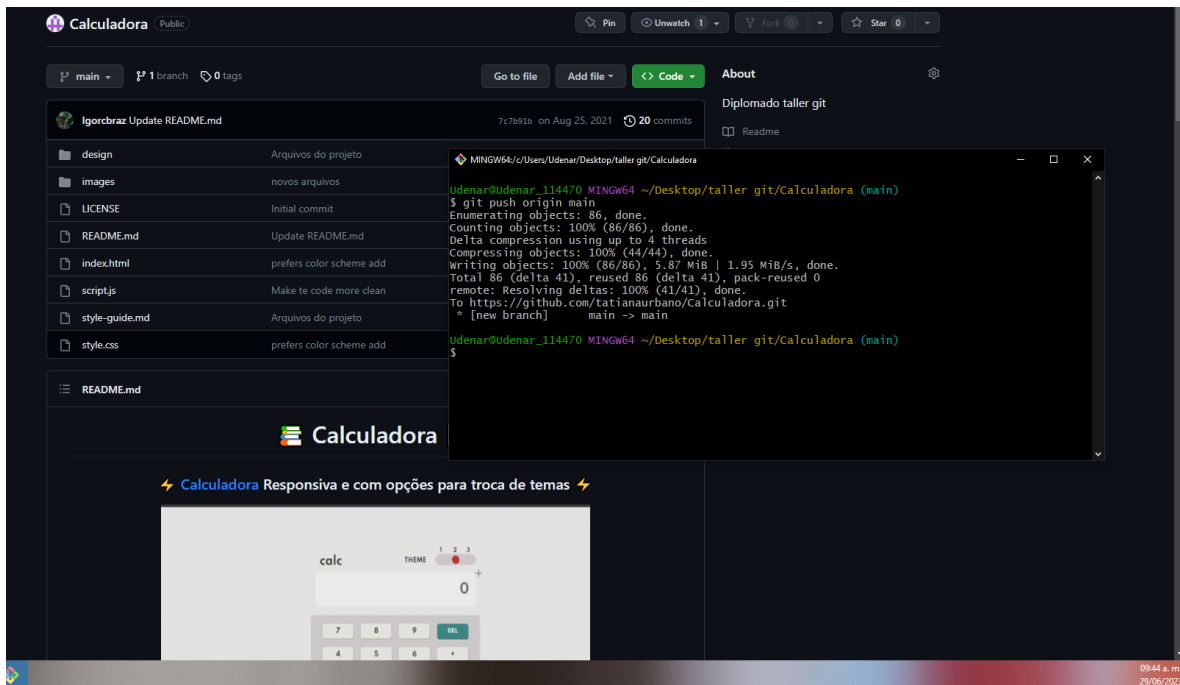 Calculadora Public
Pin Unwatch 1 Fork 0 Star 0
main 1 branch 0 tags Go to file Add file Code
Igorcbraz Update README.md 7c7b91b on Aug 25, 2021 20 commits
design Arquivos do projeto
images novos arquivos
LICENSE Initial commit
README.md Update README.md
index.html prefers color scheme add
script.js Make te code more clean
style-guide.md Arquivos do projeto
style.css prefers color scheme add
About
Diplomado taller git
Readme
MINGW64:/c/Users/Udenar/Desktop/taller git/Calculadora
Udenar@Udenar_114470 MINGW64 ~/Desktop/taller git/Calculadora (main)
$ git push origin main
Enumerating objects: 86, done.
Counting objects: 100% (86/86), done.
Delta compression using up to 4 threads
Compressing objects: 100% (44/44), done.
Writing objects: 100% (86/86), 5.87 MiB | 1.95 MiB/s, done.
Total 86 (delta 41), reused 86 (delta 41), pack-reused 0
remote: Resolving deltas: 100% (41/41), done.
To https://github.com/tatianaurbano/Calculadora.git
* [new branch] main -> main
Udenar@Udenar_114470 MINGW64 ~/Desktop/taller git/Calculadora (main)
$
README.md
Calculadora
Calculadora Responsiva e com opções para troca de temas
1 2 3
calc THEME
0
7 8 9 DEL
4 5 6 +
09:44 a. m.